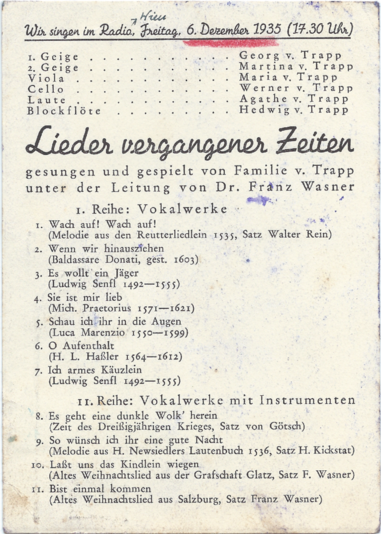 Wien
Wir singen im Radio, Freitag, 6. Dezember 1935 (17.30 Uhr)
1. Geige . . . . . . . . . . . . Georg v. Trapp
2. Geige . . . . . . . . . . . . Martina v. Trapp
Viola . . . . . . . . . . . . Maria v. Trapp
Cello . . . . . . . . . . . . Werner v. Trapp
Laute . . . . . . . . . . . . Agathe v. Trapp
Blockflöte . . . . . . . . . . Hedwig v. Trapp
Lieder vergangener Zeiten
gesungen und gespielt von Familie v. Trapp
unter der Leitung von Dr. Franz Wasner
1. Reihe: Vokalwerke
1. Wach auf! Wach auf!
(Melodie aus den Reutterliedlein 1535, Satz Walter Rein)
2. Wenn wir hinausziehen
(Baldassare Donati, gest. 1603)
3. Es wollt ein Jäger
(Ludwig Senfl 1492—1555)
4. Sie ist mir lieb
(Mich. Praetorius 1571—1621)
5. Schau ich ihr in die Augen
(Luca Marenzio 1550—1599)
6. O Aufenthalt
(H. L. Haßler 1564—1612)
7. Ich armes Käuzlein
(Ludwig Senfl 1492—1555)
11. Reihe: Vokalwerke mit Instrumenten
8. Es geht eine dunkle Wolk' herein
(Zeit des Dreißigjährigen Krieges, Satz von Götsch)
9. So wünsch ich ihr eine gute Nacht
(Melodie aus H. Newsiedlers Lautenbuch 1536, Satz H. Kickstat)
10. Laßt uns das Kindlein wiegen
(Altes Weihnachtslied aus der Grafschaft Glatz, Satz F. Wasner)
11. Bist einmal kommen
(Altes Weihnachtslied aus Salzburg, Satz Franz Wasner)